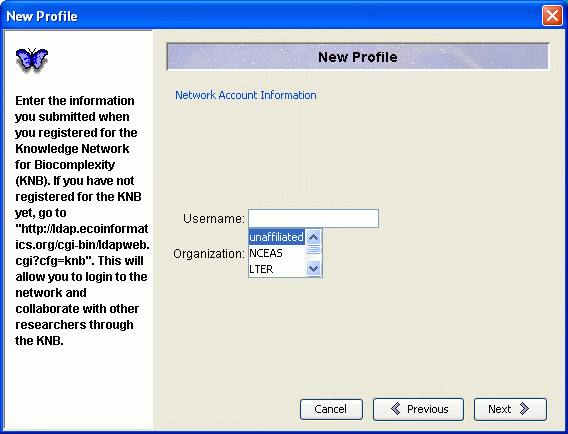 New Profile
Enter the information
you submitted when
you registered for the
Knowledge Network
for Biocomplexity
(KNB). If you have not
registered for the KNB
yet, go to
"http://ldap.ecoinformat
ics.org/cgi-bin/ldapweb.
cgi?cfg=knb". This will
allow you to login to the
network and
collaborate with other
researchers through
the KNB.
New Profile
Network Account Information
Username:
Organization:
unaffiliated
NCEAS
LTER
Cancel
Previous
Next